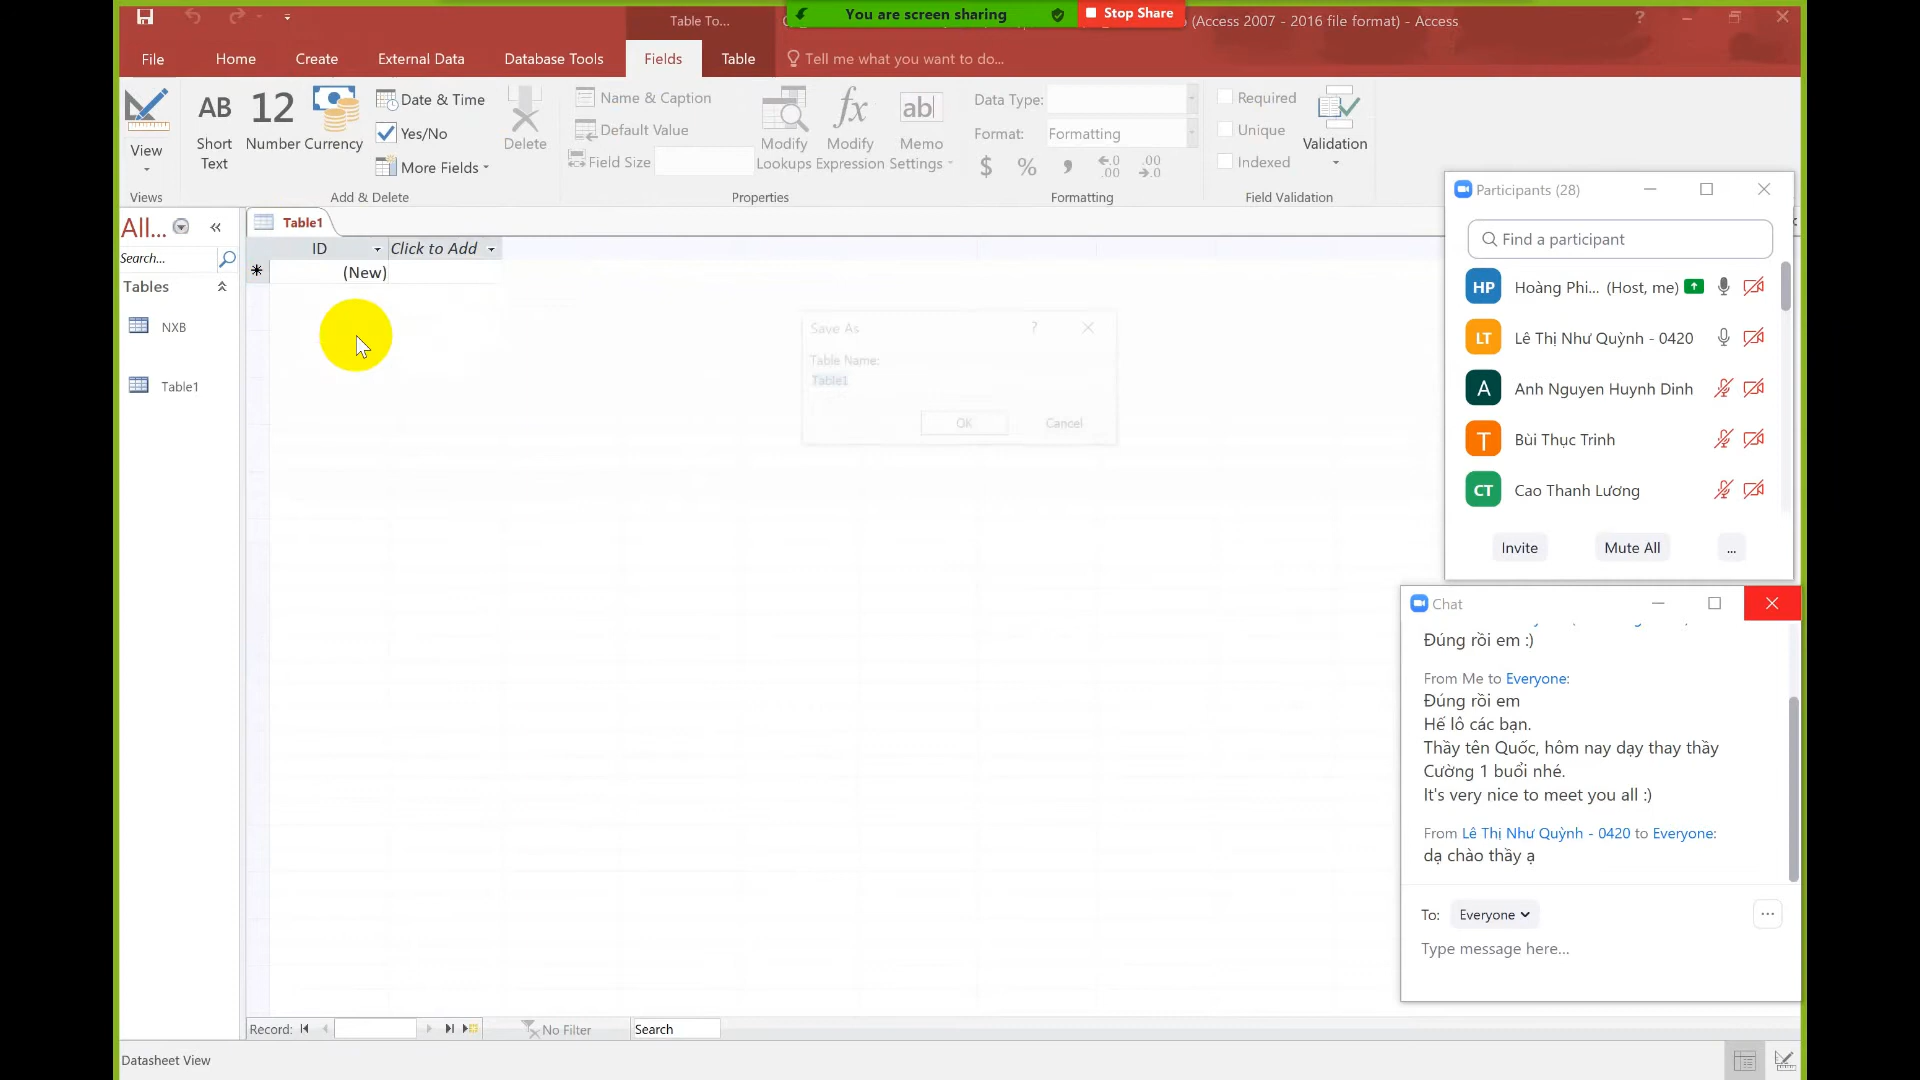 Table To...
You are screen sharing
Stop Share
(Access 2007 - 2016 file format) - Access
?
File
Home
Create
External Data
Database Tools
Fields
Table
Tell me what you want to do...
View
Views
AB
Short
Text
12
Number
Currency
Date & Time
Yes/No
More Fields
Delete
Add & Delete
Name & Caption
Default Value
Field Size
Modify
Lookups
fx
Modify
Expression
ab
Memo
Settings
Properties
Data Type:
Format:
Formatting
$
%
,
←.0
.00
.00
→.0
Formatting
Required
Unique
Indexed
Validation
Field Validation
All...
Search...
Tables
NXB
Table1
Table1
ID
Click to Add
(New)
Save As
?
Table Name:
Table1
OK
Cancel
Participants (28)
Find a participant
HP
Hoàng Phi... (Host, me)
LT
Lê Thị Như Quỳnh - 0420
A
Anh Nguyen Huynh Dinh
T
Bùi Thục Trinh
CT
Cao Thanh Lương
Invite
Mute All
...
Chat
Đúng rồi em :)
From Me to Everyone:
Đúng rồi em
Hế lô các bạn.
Thầy tên Quốc, hôm nay dạy thay thầy
Cường 1 buổi nhé.
It's very nice to meet you all :)
From Lê Thị Như Quỳnh - 0420 to Everyone:
dạ chào thầy ạ
To: Everyone
...
Type message here...
Record:
No Filter
Search
Datasheet View